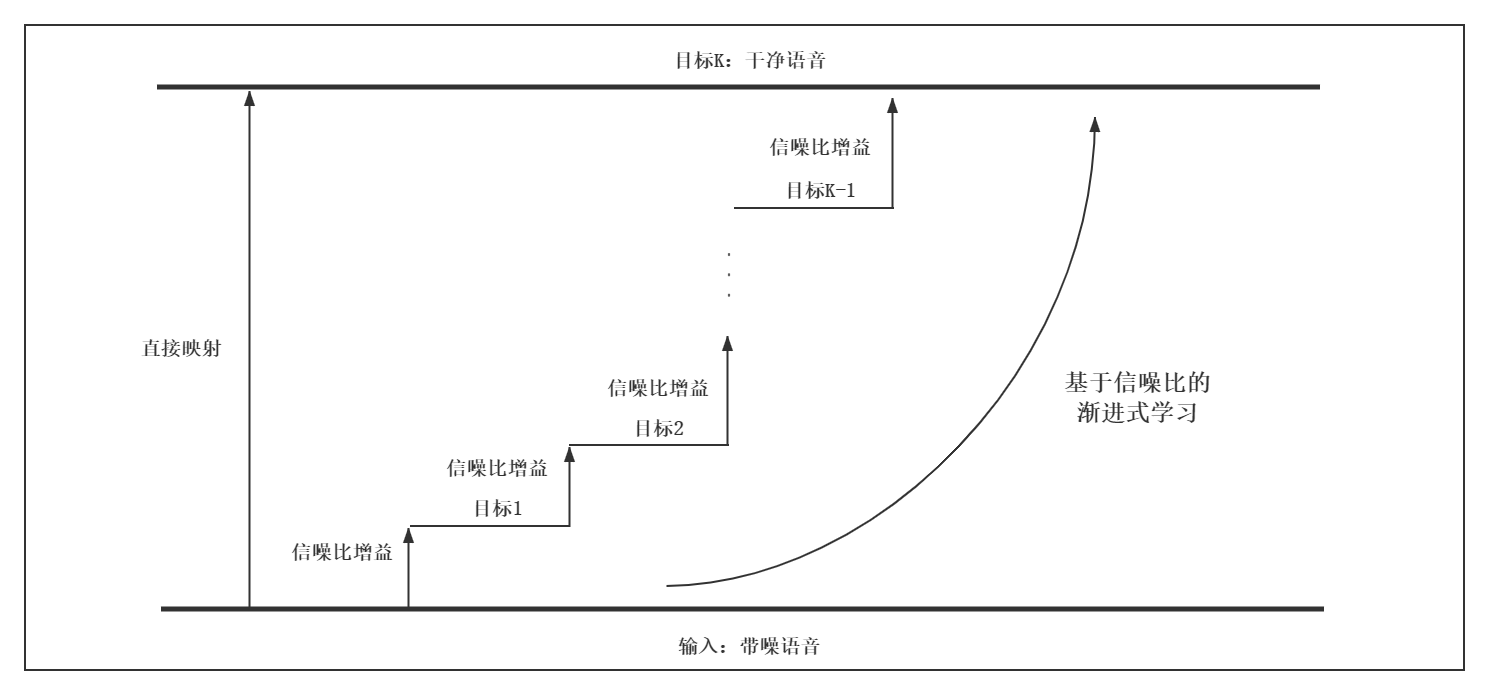 目标K：干净语音
信噪比增益
目标K-1
直接映射
信噪比增益
目标2
基于信噪比的
渐进式学习
信噪比增益
目标1
信噪比增益
输入：带噪语音